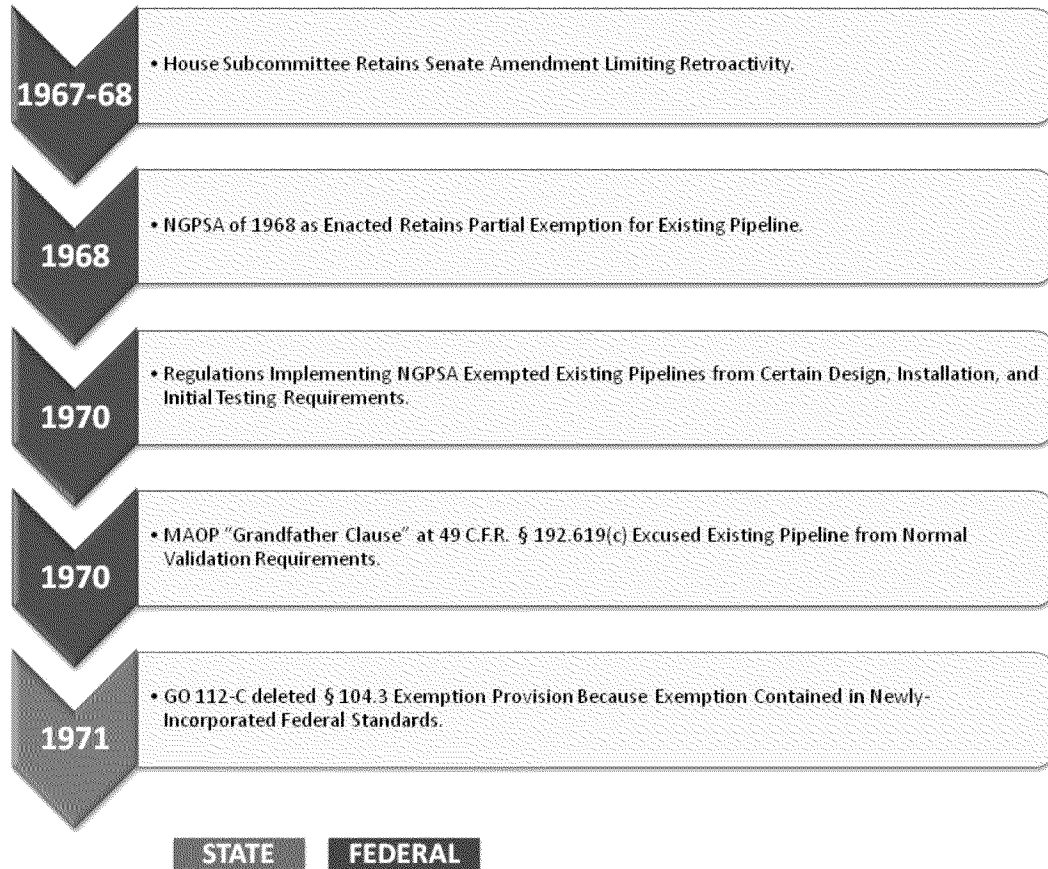 1967-68
• House Subcommittee Retains Senate Amendment Limiting Retroactivity.
1968
• NGPSA of 1968 as Enacted Retains Partial Exemption for Existing Pipeline.
1970
• Regulations Implementing NGPSA Exempted Existing Pipelines from Certain Design, Installation, and
Initial Testing Requirements.
1970
• MAOP "Grandfather Clause" at 49 C.F.R. § 192.619(c) Excused Existing Pipeline from Normal
Validation Requirements.
1971
• GO 112-C deleted § 104.3 Exemption Provision Because Exemption Contained in Newly-
Incorporated Federal Standards.
STATE FEDERAL